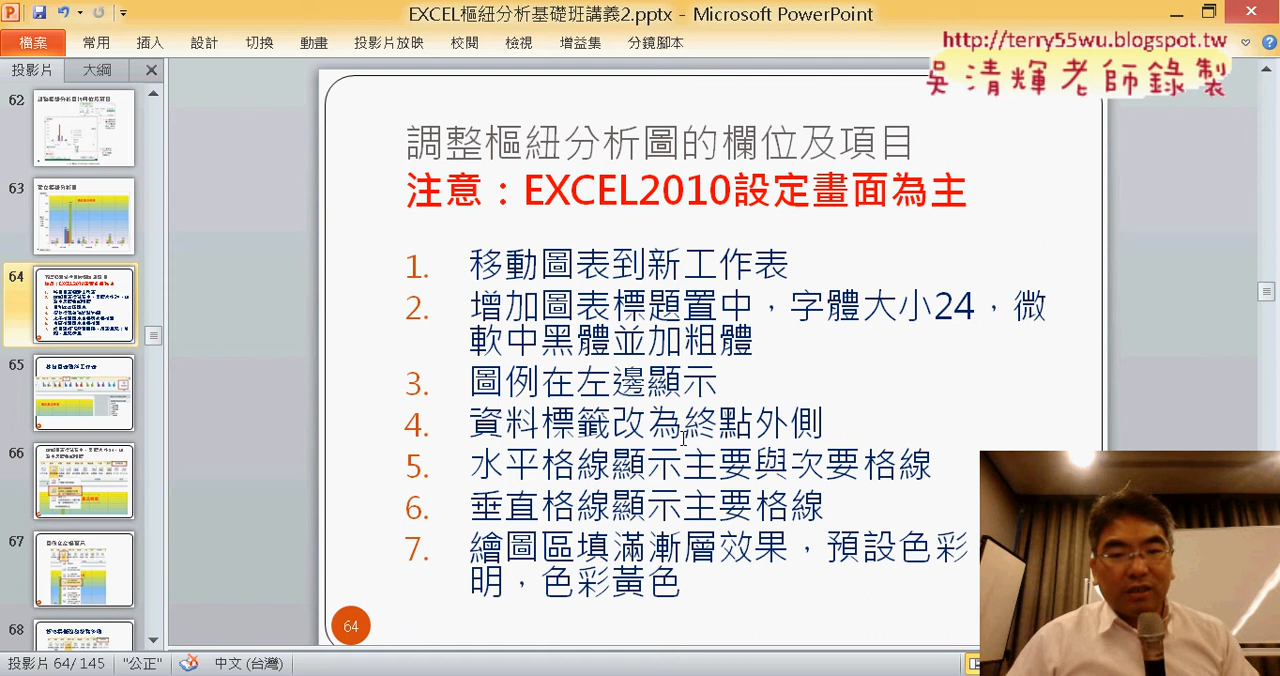 EXCEL樞紐分析基礎班講義2.pptx - Microsoft PowerPoint
檔案 常用 插入 設計 切換 動畫 投影片放映 校閱 檢視 增益集 分鏡腳本
http://terry55wu.blogspot.tw
吳清輝老師錄製
投影片 大綱
62
63
64
65
66
67
68
調整樞紐分析圖的欄位及項目
注意：EXCEL2010設定畫面為主
1. 移動圖表到新工作表
2. 增加圖表標題置中，字體大小24，微
軟中黑體並加粗體
3. 圖例在左邊顯示
4. 資料標籤改為終點外側
5. 水平格線顯示主要與次要格線
6. 垂直格線顯示主要格線
7. 繪圖區填滿漸層效果，預設色彩
明，色彩黃色
64
投影片 64/ 145 "公正" 中文 (台灣)